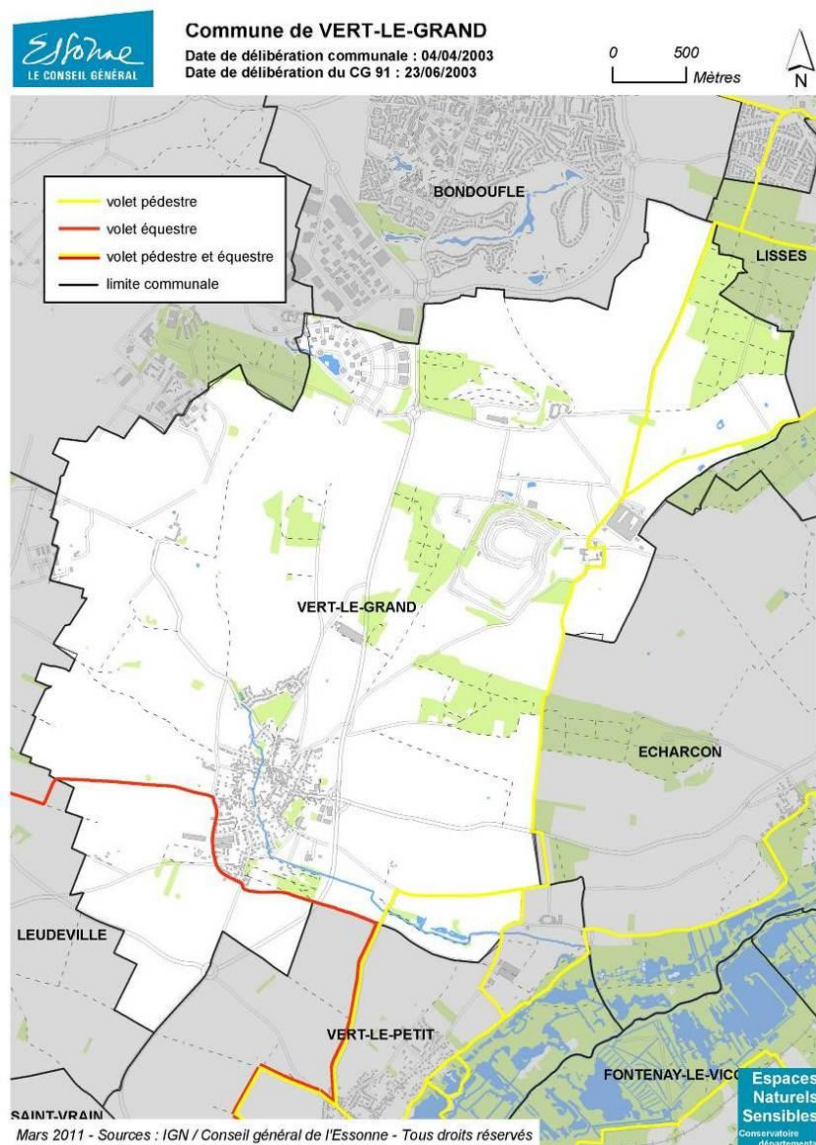 Essonne
LE CONSEIL GÉNÉRAL
Commune de VERT-LE-GRAND
Date de délibération communale : 04/04/2003
Date de délibération du CG 91 : 23/06/2003
0 500
Mètres
N
volet pédestre
volet équestre
volet pédestre et équestre
limite communale
BONDOUFLE
LISSES
VERT-LE-GRAND
ECHARCON
LEUDEVILLE
VERT-LE-PETIT
FONTENAY-LE-VICO
SAINT-VRAIN
Espaces
Naturels
Sensibles
Conservatoire
départementa
Mars 2011 - Sources : IGN / Conseil général de l'Essonne - Tous droits réservés